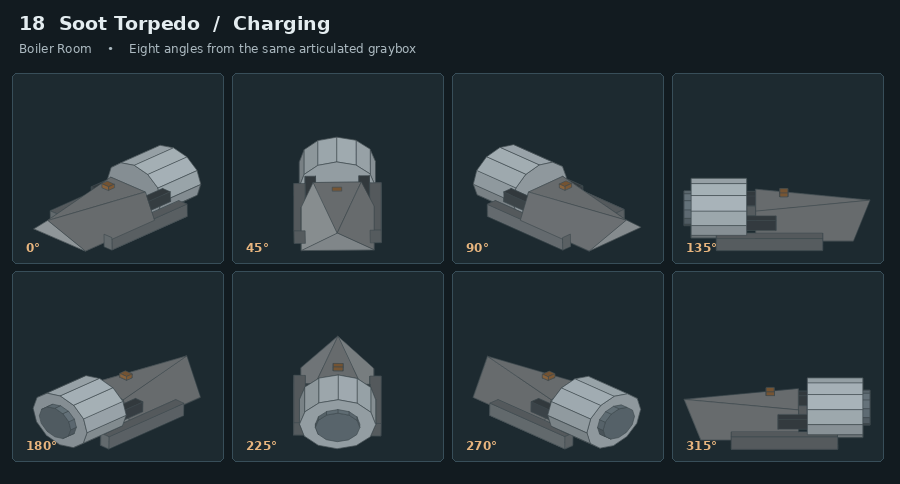 18 Soot Torpedo / Charging
Boiler Room • Eight angles from the same articulated graybox
0° 45° 90° 135°
180° 225° 270° 315°